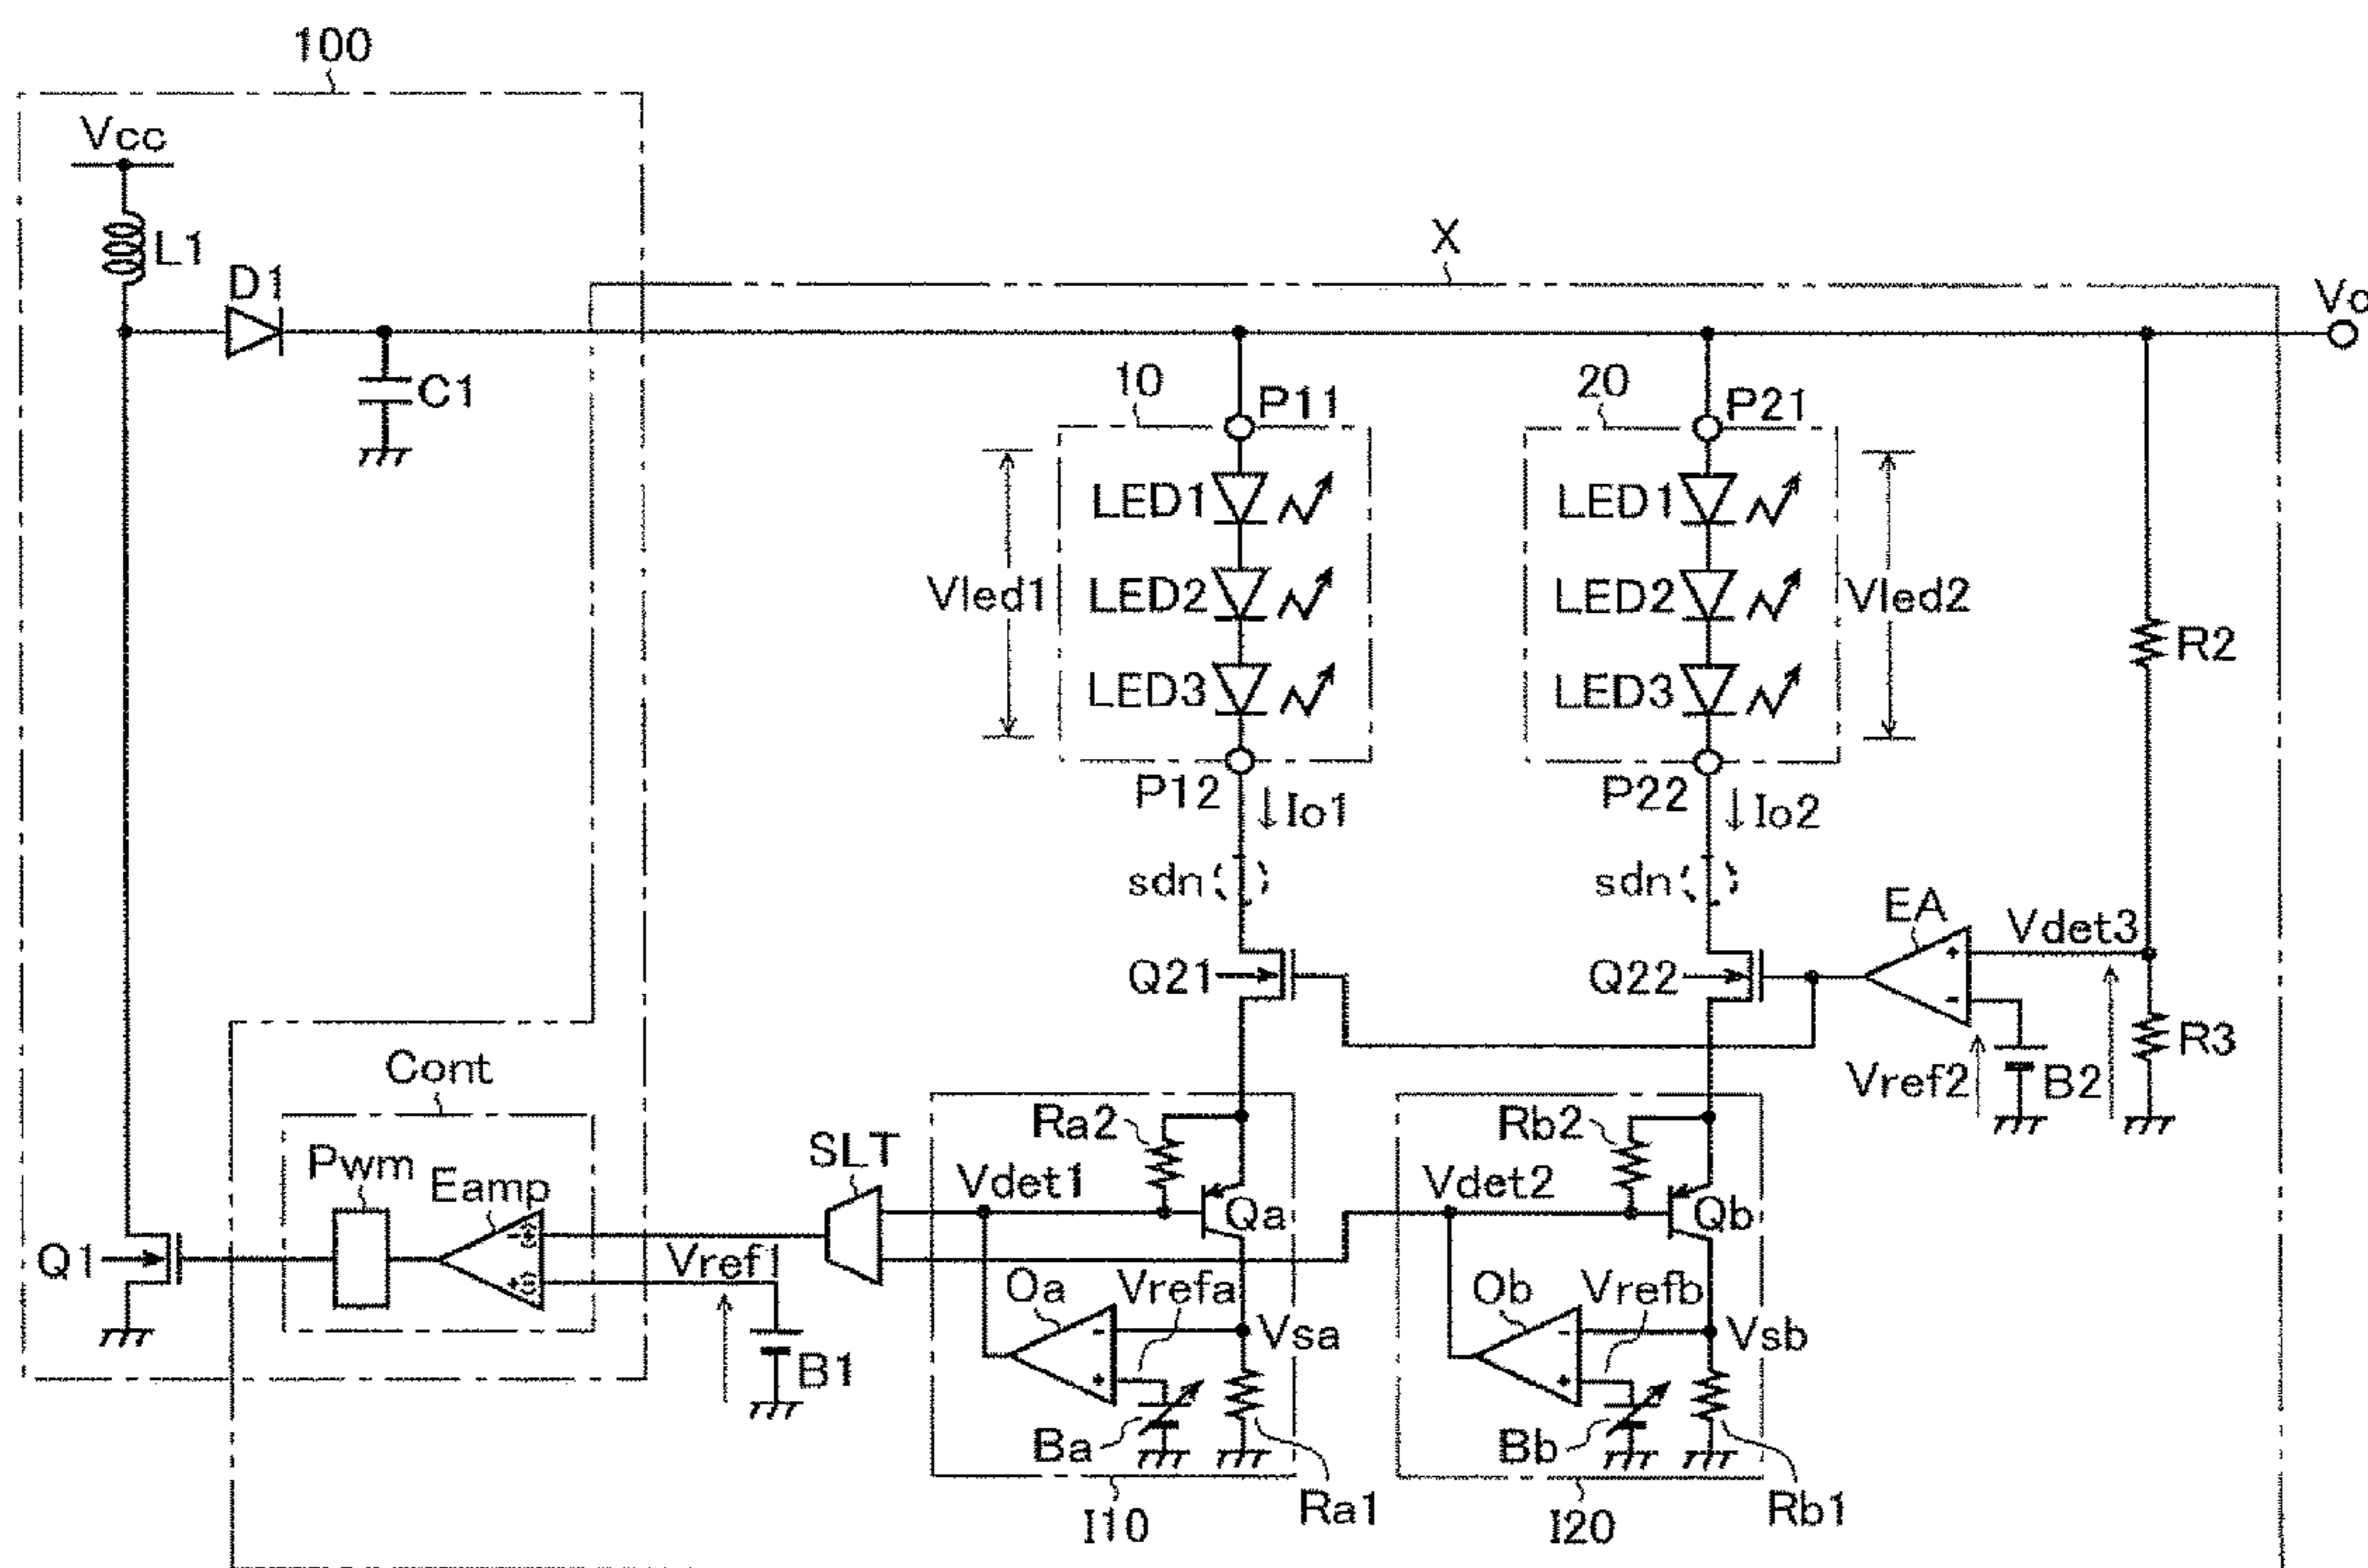 100
Vcc
L1
D1
C1
X
10
P11
20
P21
LED1
LED2
LED3
Vled1
LED1
LED2
LED3
Vled2
R2
P12
Io1
P22
Io2
sdn
sdn
EA
Vdet3
+
-
Q21
Q22
Vref2
B2
R3
Cont
Pwm
Eamp
SLT
Ra2
Vdet1
Qa
Rb2
Vdet2
Qb
Q1
Vref1
B1
Oa
Vrefa
Vsa
-
+
Ob
Vrefb
Vsb
-
+
Ba
Bb
Ra1
Rb1
I10
I20